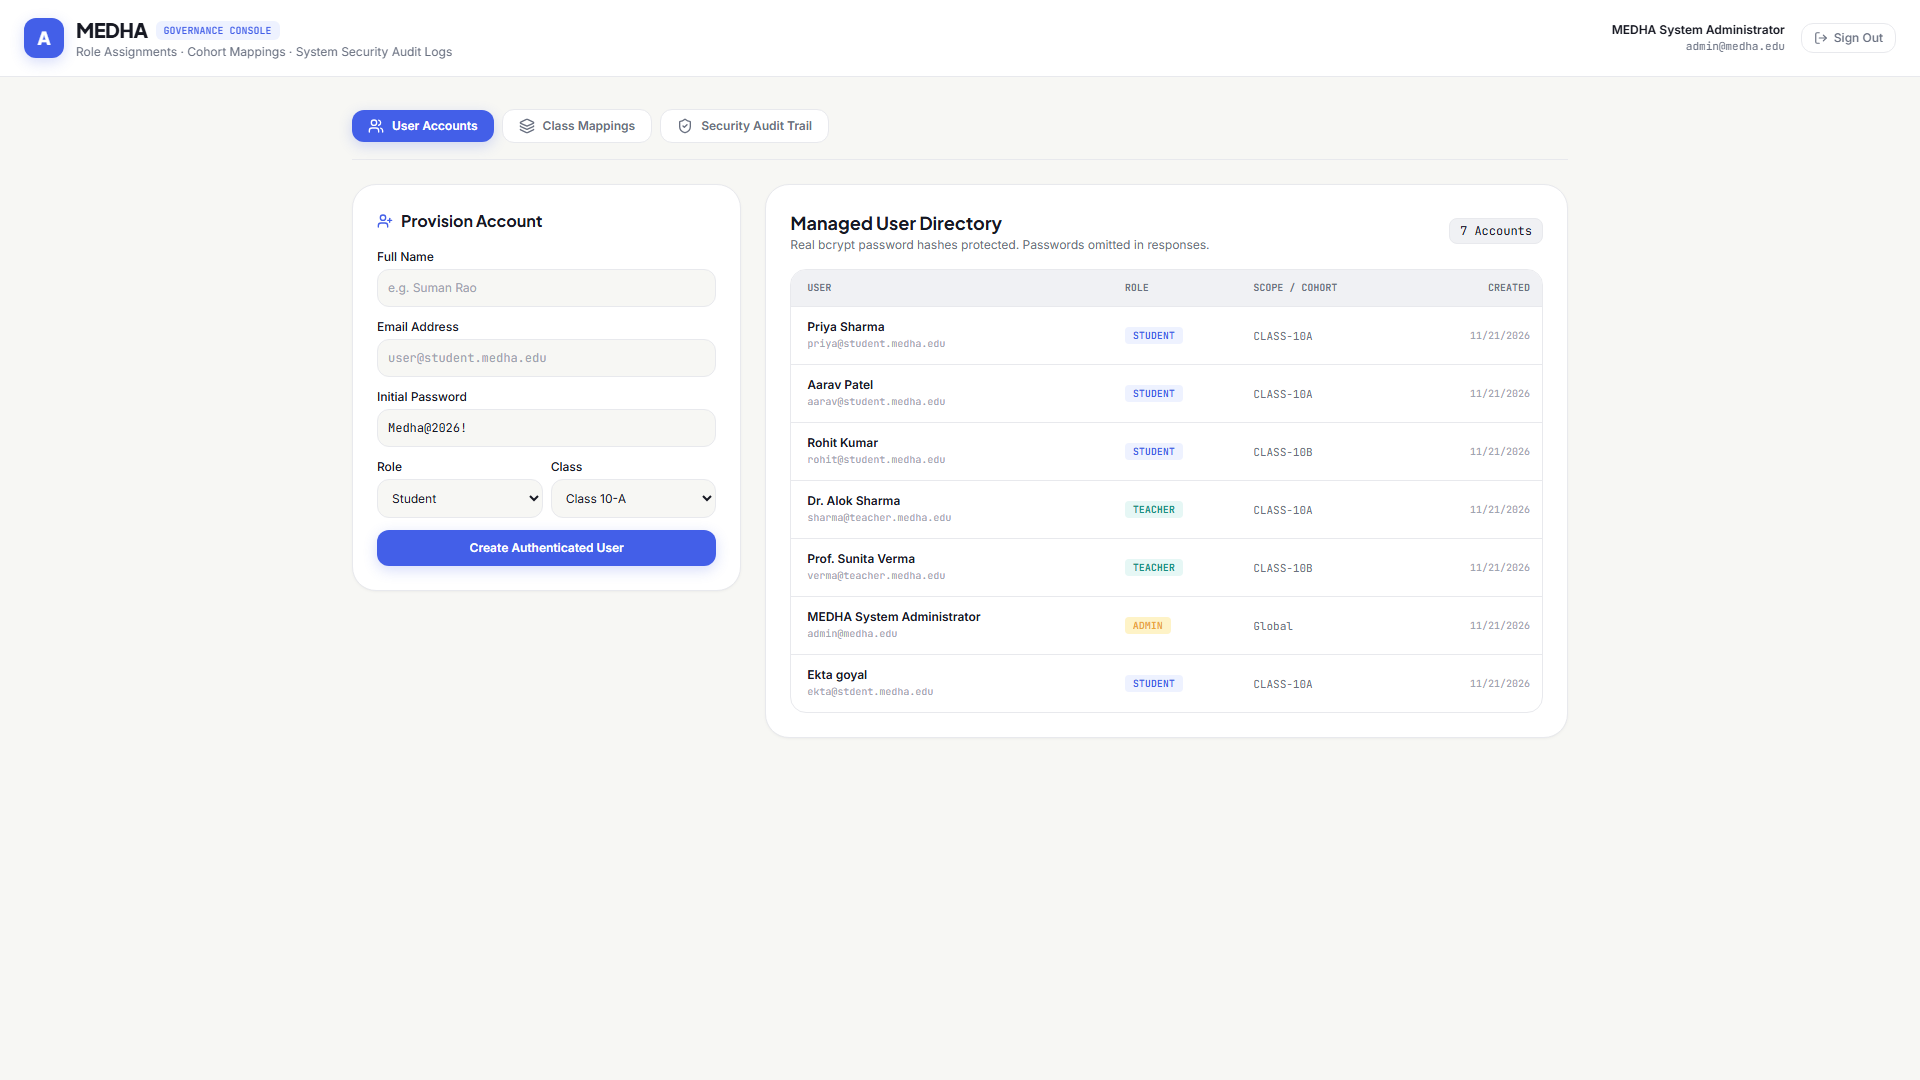 A
MEDHA GOVERNANCE CONSOLE
Role Assignments · Cohort Mappings · System Security Audit Logs
MEDHA System Administrator
admin@medha.edu
Sign Out
User Accounts
Class Mappings
Security Audit Trail
Provision Account
Full Name
e.g. Suman Rao
Email Address
user@student.medha.edu
Initial Password
Medha@2026!
Role Class
Student Class 10-A
Create Authenticated User
Managed User Directory
Real bcrypt password hashes protected. Passwords omitted in responses.
7 Accounts
USER ROLE SCOPE / COHORT CREATED
Priya Sharma
priya@student.medha.edu
STUDENT CLASS-10A 11/21/2026
Aarav Patel
aarav@student.medha.edu
STUDENT CLASS-10A 11/21/2026
Rohit Kumar
rohit@student.medha.edu
STUDENT CLASS-10B 11/21/2026
Dr. Alok Sharma
sharma@teacher.medha.edu
TEACHER CLASS-10A 11/21/2026
Prof. Sunita Verma
verma@teacher.medha.edu
TEACHER CLASS-10B 11/21/2026
MEDHA System Administrator
admin@medha.edu
ADMIN Global 11/21/2026
Ekta goyal
ekta@stdent.medha.edu
STUDENT CLASS-10A 11/21/2026